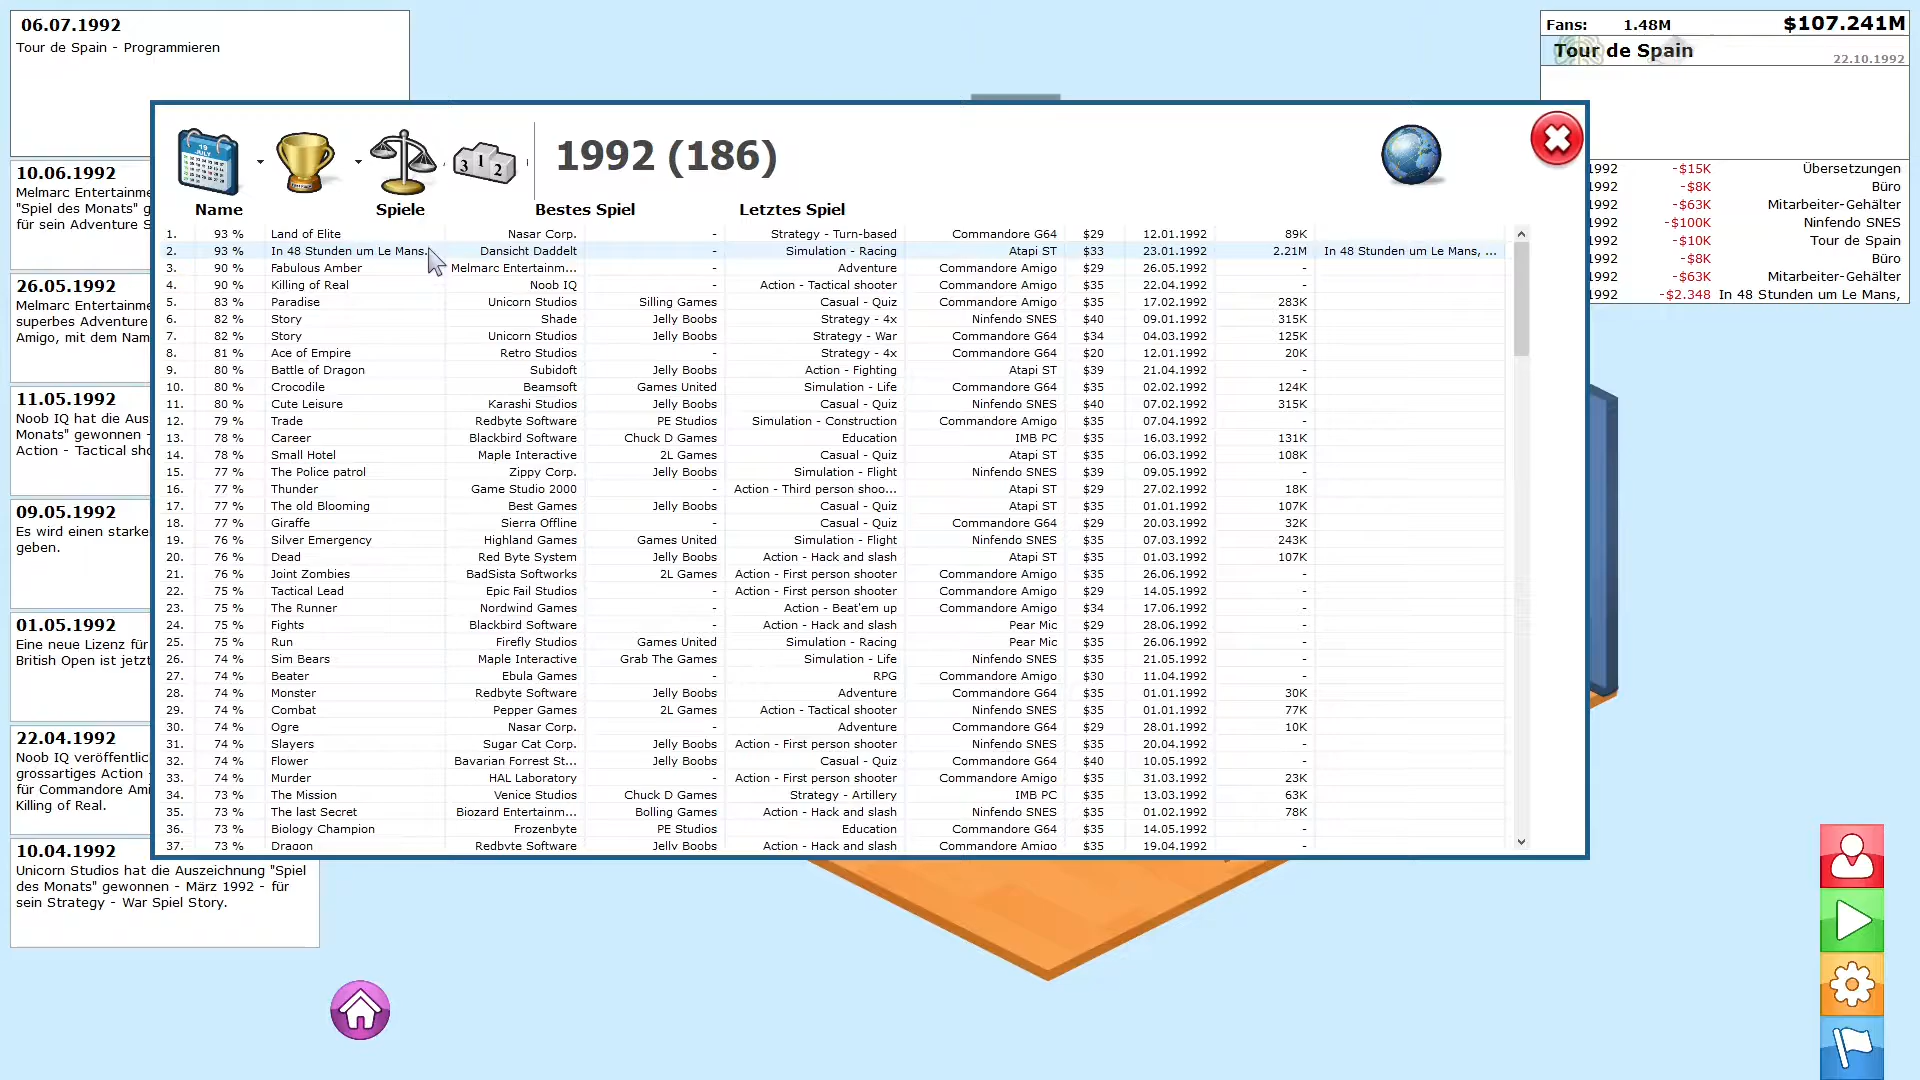 06.07.1992
Tour de Spain - Programmieren
10.06.1992
Melmarc Entertainme
"Spiel des Monats" g
für sein Adventure S
26.05.1992
Melmarc Entertainme
superbes Adventure
Amigo, mit dem Nam
11.05.1992
Noob IQ hat die Aus
Monats" gewonnen -
Action - Tactical sho
09.05.1992
Es wird einen starke
geben.
01.05.1992
Eine neue Lizenz für
British Open ist jetzt
22.04.1992
Noob IQ veröffentlic
grossartiges Action -
für Commandore Ami
Killing of Real.
10.04.1992
Unicorn Studios hat die Auszeichnung "Spiel
des Monats" gewonnen - März 1992 - für
sein Strategy - War Spiel Story.
19
JULY
3 1 2
1992 (186)
Name Spiele Bestes Spiel Letztes Spiel
1. 93 % Land of Elite Nasar Corp. - Strategy - Turn-based Commandore G64 $29 12.01.1992 89K
2. 93 % In 48 Stunden um Le Mans, Dansicht Daddelt - Simulation - Racing Atapi ST $33 23.01.1992 2.21M In 48 Stunden um Le Mans, ...
3. 90 % Fabulous Amber Melmarc Entertainm... - Adventure Commandore Amigo $29 26.05.1992 -
4. 90 % Killing of Real Noob IQ - Action - Tactical shooter Commandore Amigo $35 22.04.1992 -
5. 83 % Paradise Unicorn Studios Silling Games Casual - Quiz Commandore Amigo $35 17.02.1992 283K
6. 82 % Story Shade Jelly Boobs Strategy - 4x Ninfendo SNES $40 09.01.1992 315K
7. 82 % Story Unicorn Studios Jelly Boobs Strategy - War Commandore G64 $34 04.03.1992 125K
8. 81 % Ace of Empire Retro Studios - Strategy - 4x Commandore G64 $20 12.01.1992 20K
9. 80 % Battle of Dragon Subidoft Jelly Boobs Action - Fighting Atapi ST $39 21.04.1992 -
10. 80 % Crocodile Beamsoft Games United Simulation - Life Commandore G64 $35 02.02.1992 124K
11. 80 % Cute Leisure Karashi Studios Jelly Boobs Casual - Quiz Ninfendo SNES $40 07.02.1992 315K
12. 79 % Trade Redbyte Software PE Studios Simulation - Construction Commandore Amigo $35 07.04.1992 -
13. 78 % Career Blackbird Software Chuck D Games Education IMB PC $35 16.03.1992 131K
14. 78 % Small Hotel Maple Interactive 2L Games Casual - Quiz Atapi ST $35 06.03.1992 108K
15. 77 % The Police patrol Zippy Corp. Jelly Boobs Simulation - Flight Ninfendo SNES $39 09.05.1992 -
16. 77 % Thunder Game Studio 2000 - Action - Third person shoo... Atapi ST $29 27.02.1992 18K
17. 77 % The old Blooming Best Games Jelly Boobs Casual - Quiz Atapi ST $35 01.01.1992 107K
18. 77 % Giraffe Sierra Offline - Casual - Quiz Commandore G64 $29 20.03.1992 32K
19. 76 % Silver Emergency Highland Games Games United Simulation - Flight Ninfendo SNES $35 07.03.1992 243K
20. 76 % Dead Red Byte System Jelly Boobs Action - Hack and slash Atapi ST $35 01.03.1992 107K
21. 76 % Joint Zombies BadSista Softworks 2L Games Action - First person shooter Commandore Amigo $35 26.06.1992 -
22. 75 % Tactical Lead Epic Fail Studios - Action - First person shooter Commandore Amigo $29 14.05.1992 -
23. 75 % The Runner Nordwind Games - Action - Beat'em up Commandore Amigo $34 17.06.1992 -
24. 75 % Fights Blackbird Software - Action - Hack and slash Pear Mic $29 28.06.1992 -
25. 75 % Run Firefly Studios Games United Simulation - Racing Pear Mic $35 26.06.1992 -
26. 74 % Sim Bears Maple Interactive Grab The Games Simulation - Life Ninfendo SNES $35 21.05.1992 -
27. 74 % Beater Ebula Games - RPG Commandore Amigo $30 11.04.1992 -
28. 74 % Monster Redbyte Software Jelly Boobs Adventure Commandore G64 $35 01.01.1992 30K
29. 74 % Combat Pepper Games 2L Games Action - Tactical shooter Ninfendo SNES $35 01.01.1992 77K
30. 74 % Ogre Nasar Corp. - Adventure Commandore G64 $29 28.01.1992 10K
31. 74 % Slayers Sugar Cat Corp. Jelly Boobs Action - First person shooter Ninfendo SNES $35 20.04.1992 -
32. 74 % Flower Bavarian Forrest St... Jelly Boobs Casual - Quiz Commandore G64 $40 10.05.1992 -
33. 74 % Murder HAL Laboratory - Action - First person shooter Commandore Amigo $35 31.03.1992 23K
34. 73 % The Mission Venice Studios Chuck D Games Strategy - Artillery IMB PC $35 13.03.1992 63K
35. 73 % The last Secret Biozard Entertainm... Bolling Games Action - Hack and slash Ninfendo SNES $35 01.02.1992 78K
36. 73 % Biology Champion Frozenbyte PE Studios Education Commandore G64 $35 14.05.1992 -
37. 73 % Dragon Redbyte Software Jelly Boobs Action - Hack and slash Commandore Amigo $35 19.04.1992 -
Fans: 1.48M $107.241M
Tour de Spain
22.10.1992
1992 -$15K Übersetzungen
1992 -$8K Büro
1992 -$63K Mitarbeiter-Gehälter
1992 -$100K Ninfendo SNES
1992 -$10K Tour de Spain
1992 -$8K Büro
1992 -$63K Mitarbeiter-Gehälter
1992 -$2.348 In 48 Stunden um Le Mans,